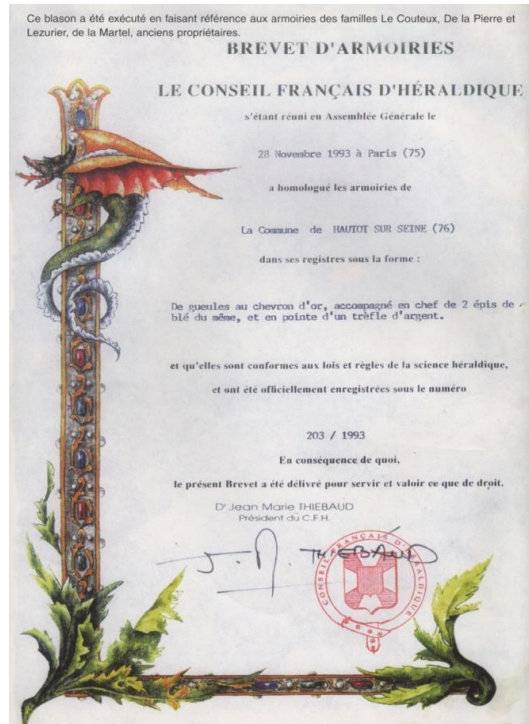 Ce blason a été exécuté en faisant référence aux armoiries des familles Le Couteux, De la Pierre et
Lezurier, de la Martel, anciens propriétaires.
BREVET D'ARMOIRIES
LE CONSEIL FRANÇAIS D'HÉRALDIQUE
s'étant réuni en Assemblée Générale le
28 Novembre 1993 à Paris (75)
a homologué les armoiries de
La Commune de HAUTOT SUR SEINE (76)
dans ses registres sous la forme :
De gueules au chevron d'or, accompagné en chef de 2 épis de
blé du même, et en pointe d'un trèfle d'argent.
et qu'elles sont conformes aux lois et règles de la science héraldique,
et ont été officiellement enregistrées sous le numéro
203 / 1993
En conséquence de quoi,
le présent Brevet a été délivré pour servir et valoir ce que de droit.
Dr Jean Marie THIEBAUD
Président du C.F.H.
J. M. THIEBAUD
CONSEIL FRANÇAIS D'HÉRALDIQUE